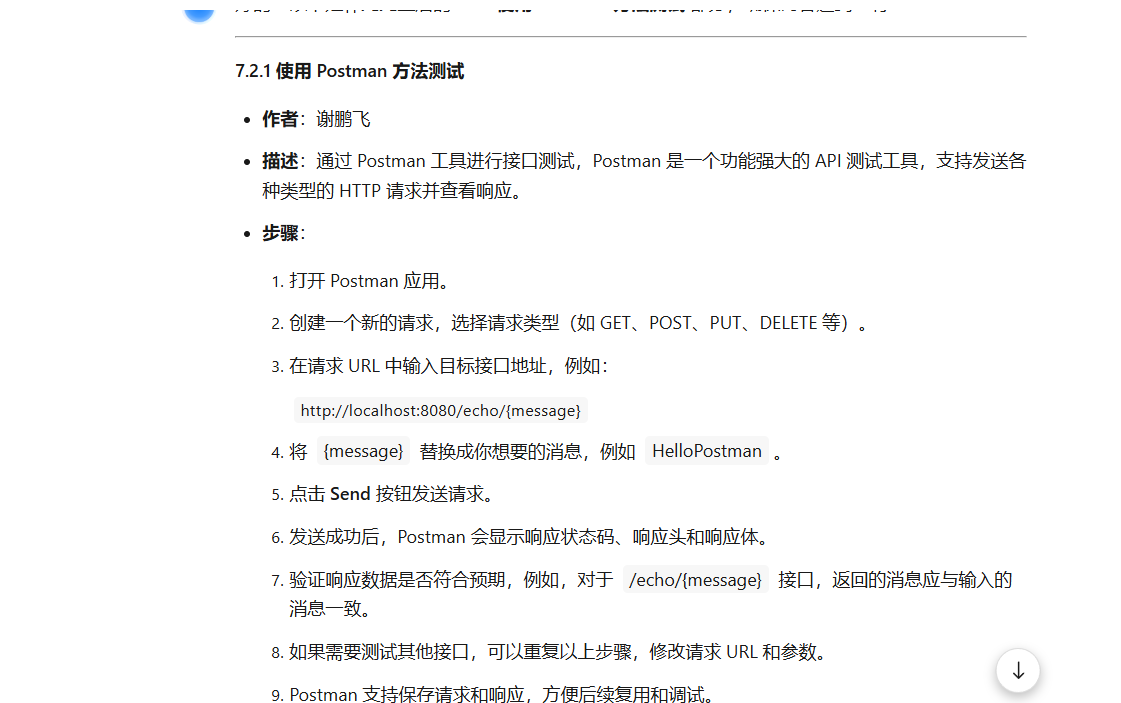 7.2.1 使用 Postman 方法测试
作者：谢鹏飞
描述：通过 Postman 工具进行接口测试，Postman 是一个功能强大的 API 测试工具，支持发送各
种类型的 HTTP 请求并查看响应。
步骤：
1. 打开 Postman 应用。
2. 创建一个新的请求，选择请求类型（如 GET、POST、PUT、DELETE 等）。
3. 在请求 URL 中输入目标接口地址，例如：
http://localhost:8080/echo/{message}
4. 将 {message} 替换成你想要的消息，例如 HelloPostman 。
5. 点击 Send 按钮发送请求。
6. 发送成功后，Postman 会显示响应状态码、响应头和响应体。
7. 验证响应数据是否符合预期，例如，对于 /echo/{message} 接口，返回的消息应与输入的
消息一致。
8. 如果需要测试其他接口，可以重复以上步骤，修改请求 URL 和参数。
9. Postman 支持保存请求和响应，方便后续复用和调试。